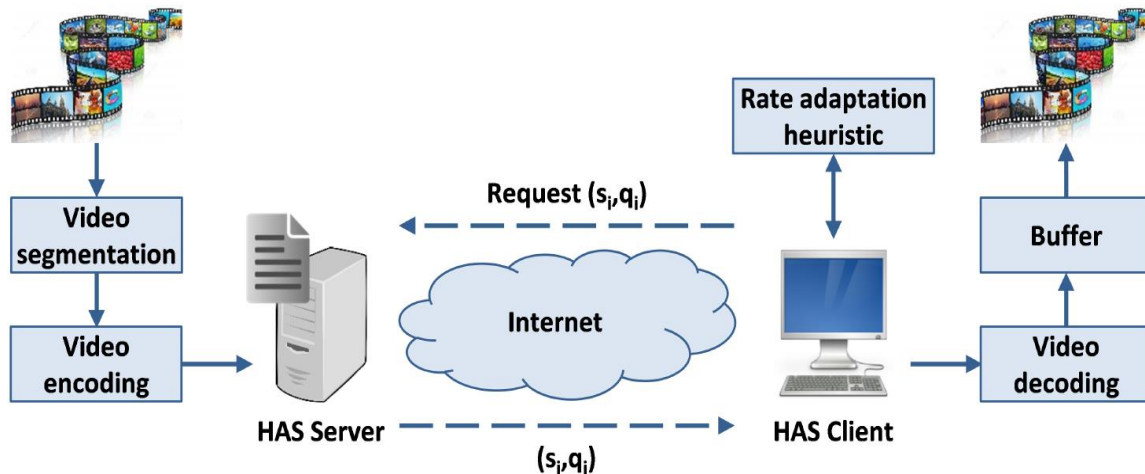 Rate adaptation
heuristic
Request (sᵢ,qᵢ)
Video
segmentation
Buffer
Internet
Video
encoding
Video
decoding
HAS Server
HAS Client
(sᵢ,qᵢ)